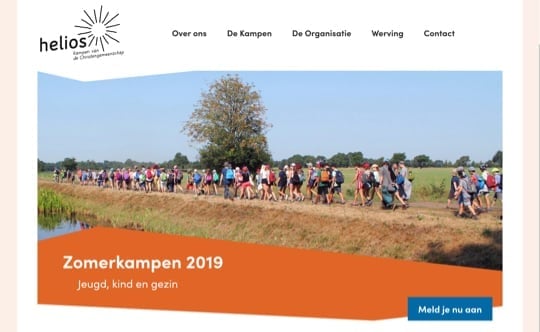 helios
Kampen van
de Christengemeenschap
Over ons
De Kampen
De Organisatie
Werving
Contact
Zomerkampen 2019
Jeugd, kind en gezin
Meld je nu aan